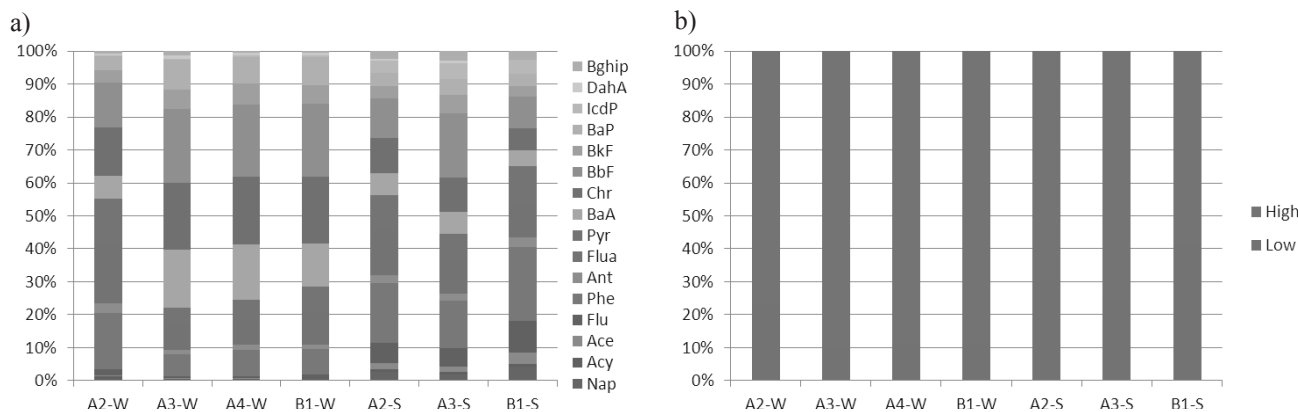 a)
100%
90%
80%
70%
60%
50%
40%
30%
20%
10%
0%
A2-W A3-W A4-W B1-W A2-S A3-S B1-S
Bghip
DahA
IcdP
BaP
BkF
BbF
Chr
BaA
Pyr
Flua
Ant
Phe
Flu
Ace
Acy
Nap
b)
100%
90%
80%
70%
60%
50%
40%
30%
20%
10%
0%
A2-W A3-W A4-W B1-W A2-S A3-S B1-S
High
Low